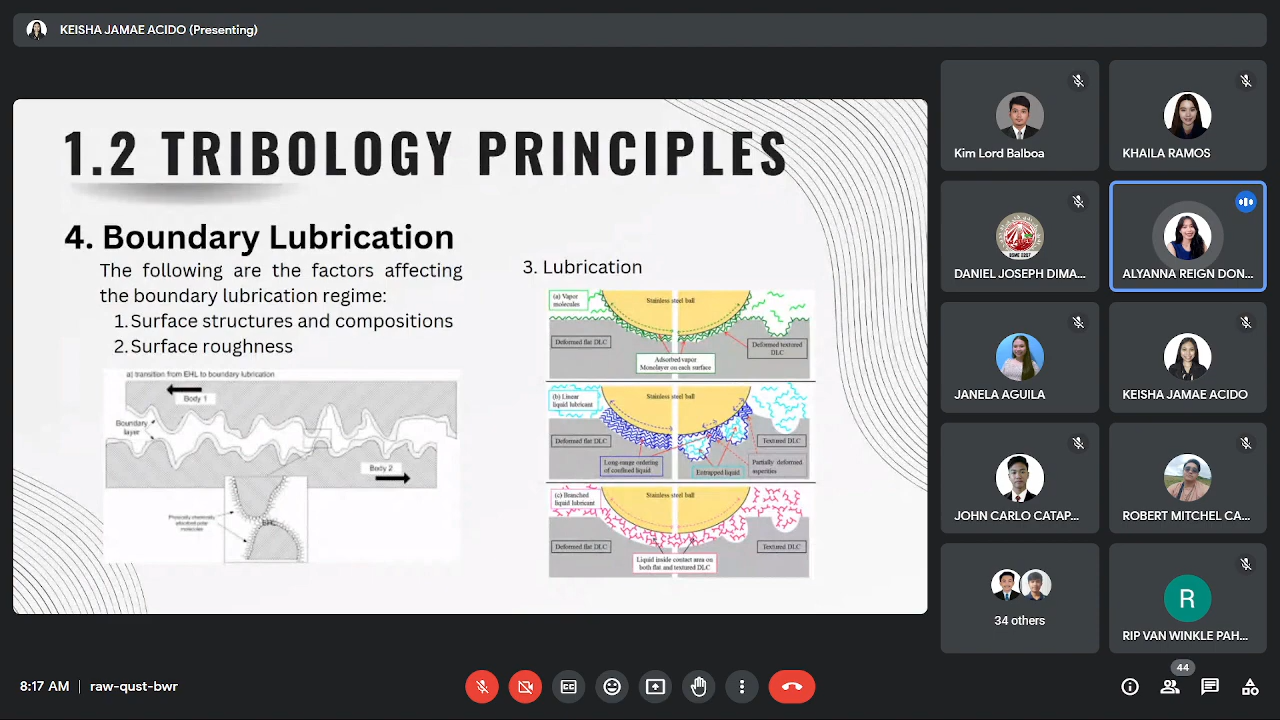 KEISHA JAMAE ACIDO (Presenting)
1.2 TRIBOLOGY PRINCIPLES
4. Boundary Lubrication
The following are the factors affecting
the boundary lubrication regime:
1. Surface structures and compositions
2. Surface roughness
a) transition from EHL to boundary lubrication
Body 1
Boundary
layer
Body 2
Physically chemically
adsorbed polar
molecules
3. Lubrication
(a) Vapor
molecules
Stainless steel ball
Deformed flat DLC
Deformed textured
DLC
Adsorbed vapor
Monolayer on each surface
(b) Linear
liquid lubricant
Stainless steel ball
Deformed flat DLC
Textured DLC
Long-range ordering
of confined liquid
Entrapped liquid
Partially deformed
asperities
(c) Branched
liquid lubricant
Stainless steel ball
Deformed flat DLC
Textured DLC
Liquid inside contact area on
both flat and textured DLC
Kim Lord Balboa
KHAILA RAMOS
DANIEL JOSEPH DIMA...
ALYANNA REIGN DON...
JANELLA ORBILLA
KEISHA JAMAE ACIDO
JOHN CARLO CATAP...
ROBERT MITCHEL CA...
34 others
R
RIP VAN WINKLE PAH...
8:17 AM
raw-qust-bwr
44